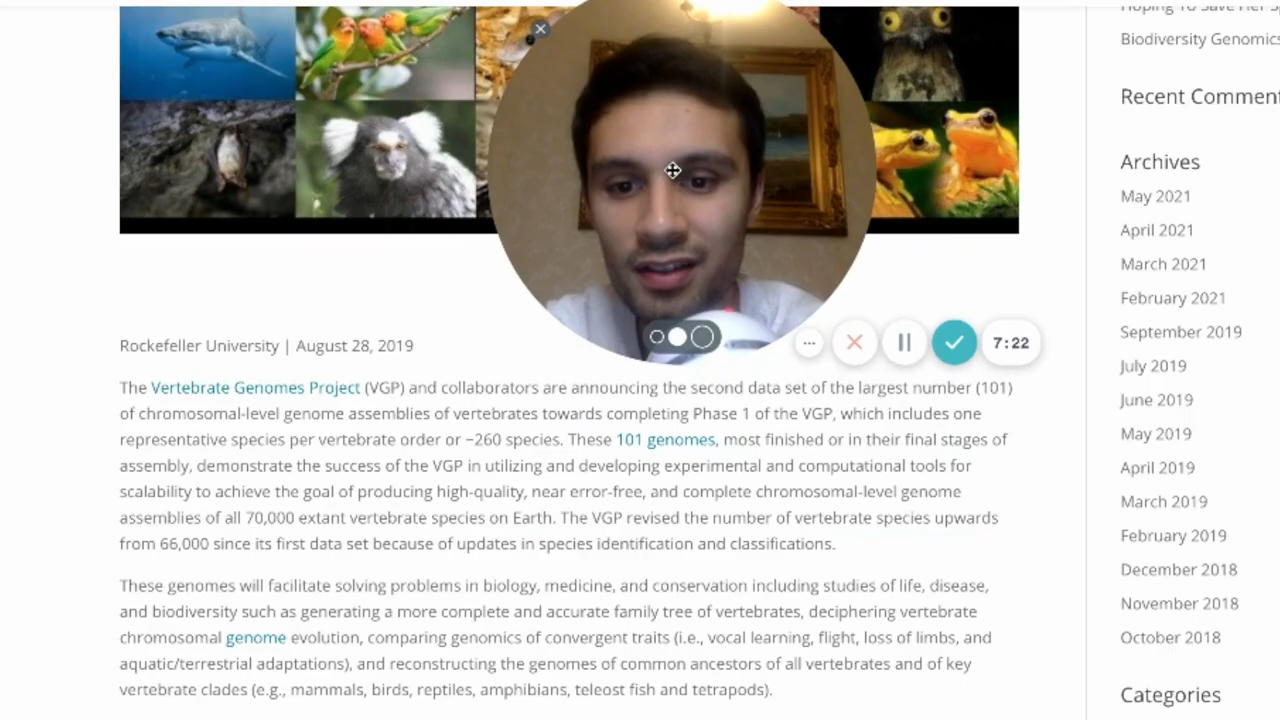 Biodiversity Genomics
Recent Comment
Archives
May 2021
April 2021
March 2021
February 2021
September 2019
July 2019
June 2019
May 2019
April 2019
March 2019
February 2019
December 2018
November 2018
October 2018
Categories
7:22
Rockefeller University | August 28, 2019
The Vertebrate Genomes Project (VGP) and collaborators are announcing the second data set of the largest number (101)
of chromosomal-level genome assemblies of vertebrates towards completing Phase 1 of the VGP, which includes one
representative species per vertebrate order or ~260 species. These 101 genomes, most finished or in their final stages of
assembly, demonstrate the success of the VGP in utilizing and developing experimental and computational tools for
scalability to achieve the goal of producing high-quality, near error-free, and complete chromosomal-level genome
assemblies of all 70,000 extant vertebrate species on Earth. The VGP revised the number of vertebrate species upwards
from 66,000 since its first data set because of updates in species identification and classifications.
These genomes will facilitate solving problems in biology, medicine, and conservation including studies of life, disease,
and biodiversity such as generating a more complete and accurate family tree of vertebrates, deciphering vertebrate
chromosomal genome evolution, comparing genomics of convergent traits (i.e., vocal learning, flight, loss of limbs, and
aquatic/terrestrial adaptations), and reconstructing the genomes of common ancestors of all vertebrates and of key
vertebrate clades (e.g., mammals, birds, reptiles, amphibians, teleost fish and tetrapods).